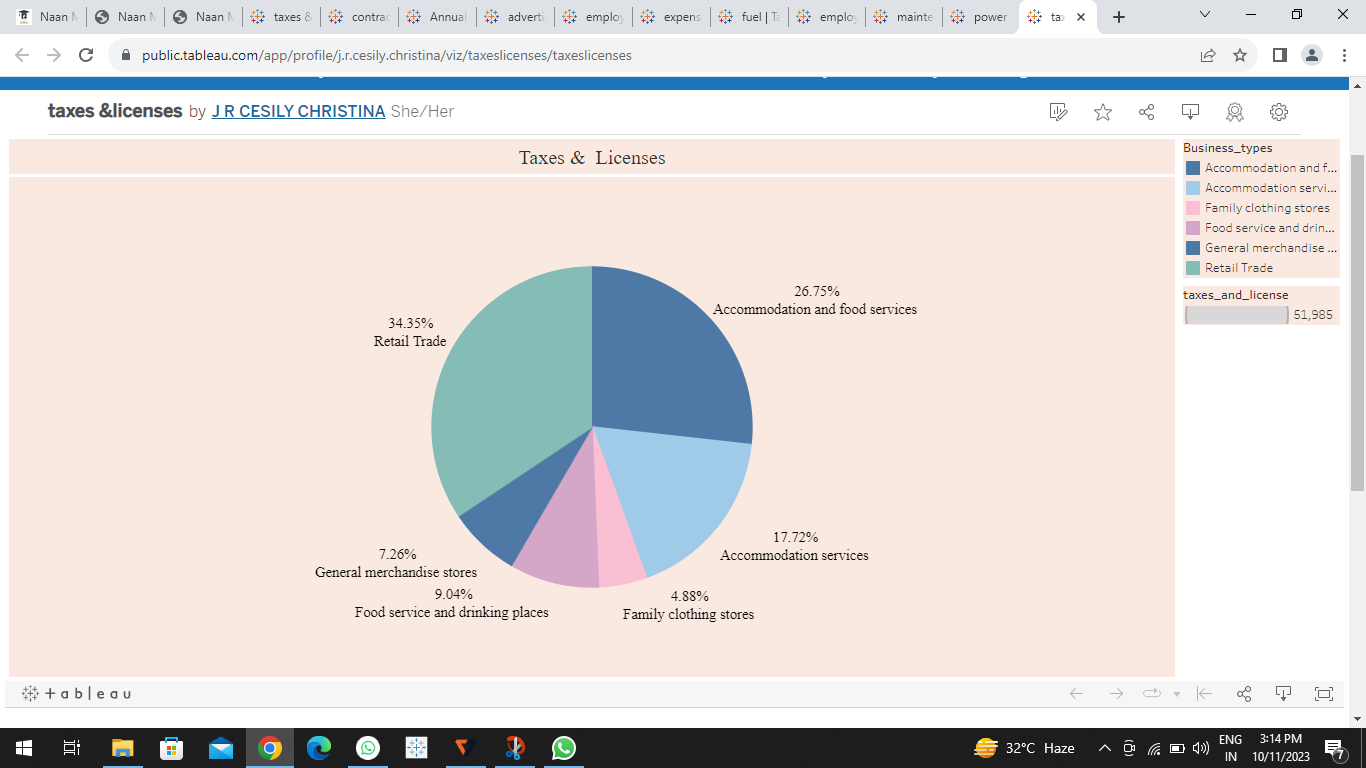 Naan M
Naan M
Naan M
taxes &
contrac
Annual
adverti
employ
expens
fuel | Ta
employ
mainte
power
tax
public.tableau.com/app/profile/j.r.cesily.christina/viz/taxeslicenses/taxeslicenses
taxes &licenses by J R CESILY CHRISTINA She/Her
Taxes & Licenses
Business_types
Accommodation and f...
Accommodation servi...
Family clothing stores
Food service and drin...
General merchandise ...
Retail Trade
taxes_and_license
51,985
26.75%
Accommodation and food services
34.35%
Retail Trade
17.72%
Accommodation services
7.26%
General merchandise stores
9.04%
Food service and drinking places
4.88%
Family clothing stores
+ a b l e a u
32°C Haze
ENG
IN
3:14 PM
10/11/2023
7